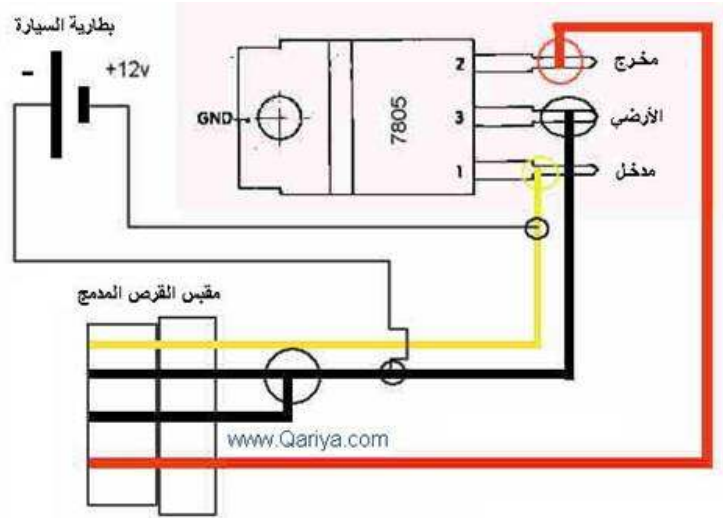 بطارية السيارة
-
+12v
GND
7805
2
مخرج
3
الأرضي
1
مدخل
مقبس القرص المدمج
www.Qariya.com